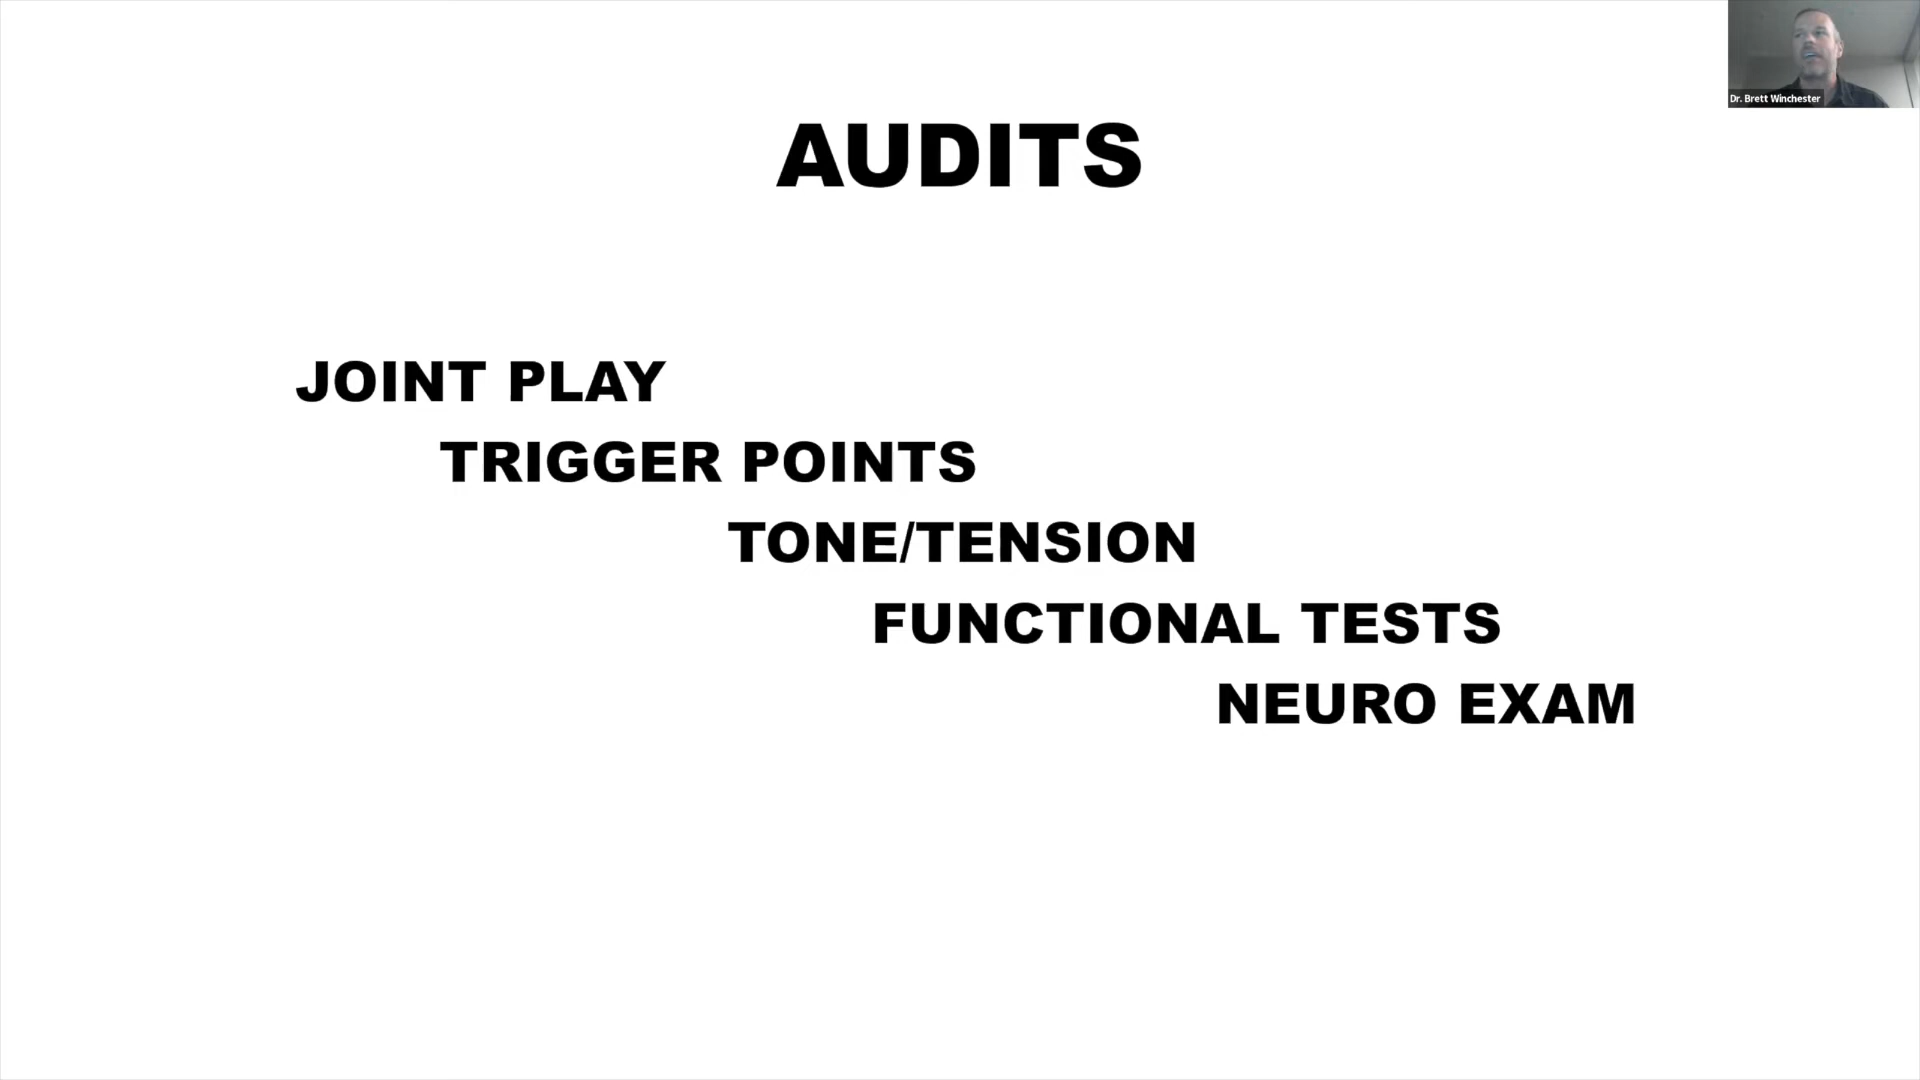 Dr. Brett Winchester
AUDITS
JOINT PLAY
TRIGGER POINTS
TONE/TENSION
FUNCTIONAL TESTS
NEURO EXAM